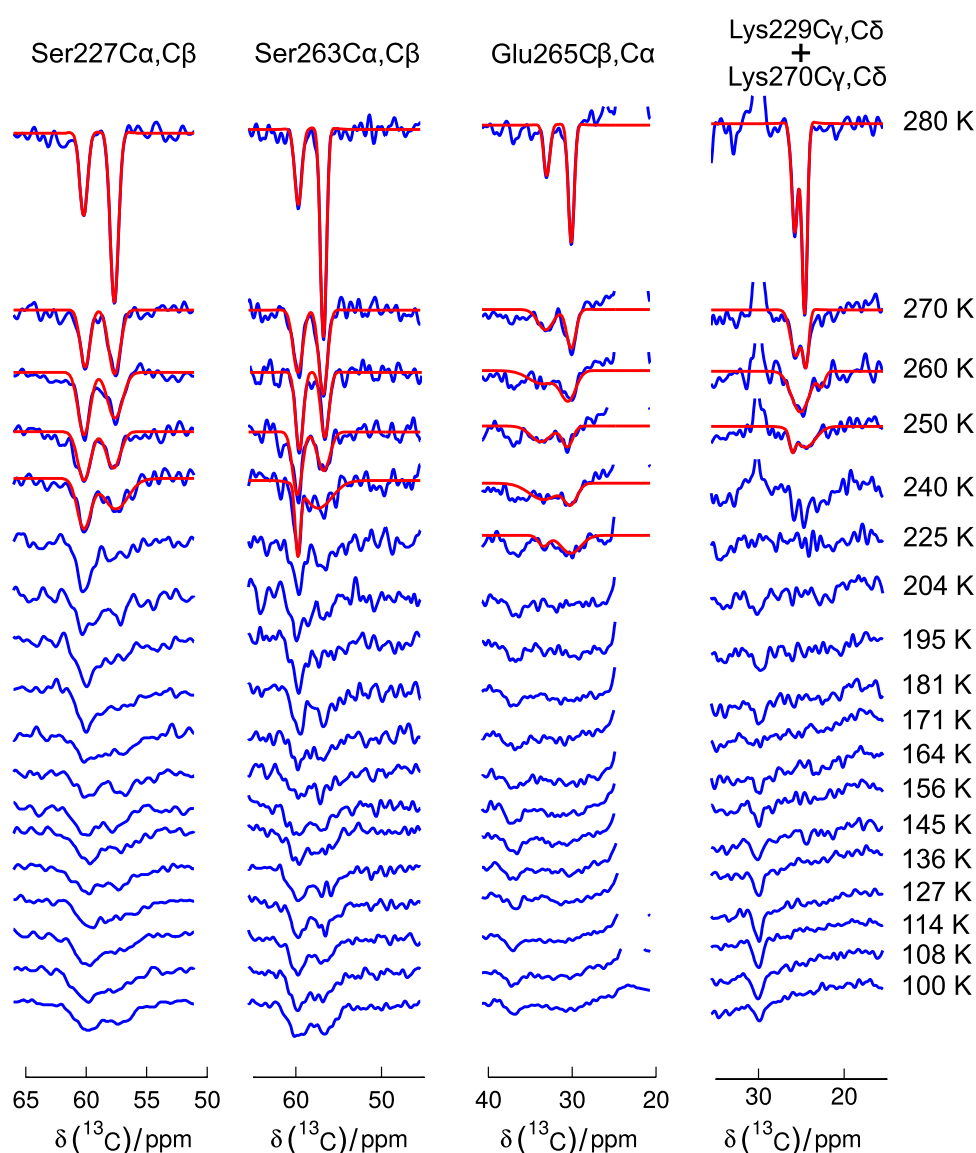 Ser227Cα,Cβ
Ser263Cα,Cβ
Glu265Cβ,Cα
Lys229Cγ,Cδ
+
Lys270Cγ,Cδ
280 K
270 K
260 K
250 K
240 K
225 K
204 K
195 K
181 K
171 K
164 K
156 K
145 K
136 K
127 K
114 K
108 K
100 K
65 60 55 50
60 50
40 30 20
30 20
δ (¹³C)/ppm
δ (¹³C)/ppm
δ (¹³C)/ppm
δ (¹³C)/ppm